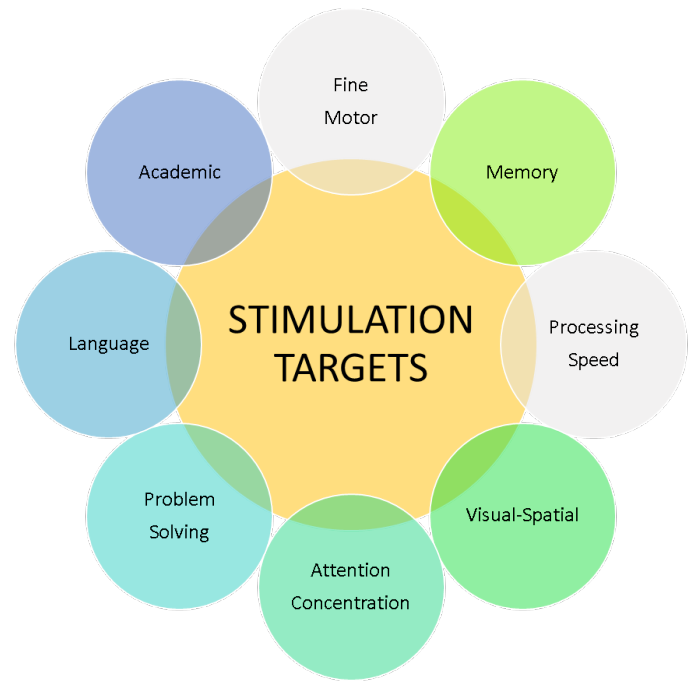 Fine
Motor
Academic
Memory
STIMULATION
TARGETS
Language
Processing
Speed
Problem
Solving
Visual-Spatial
Attention
Concentration